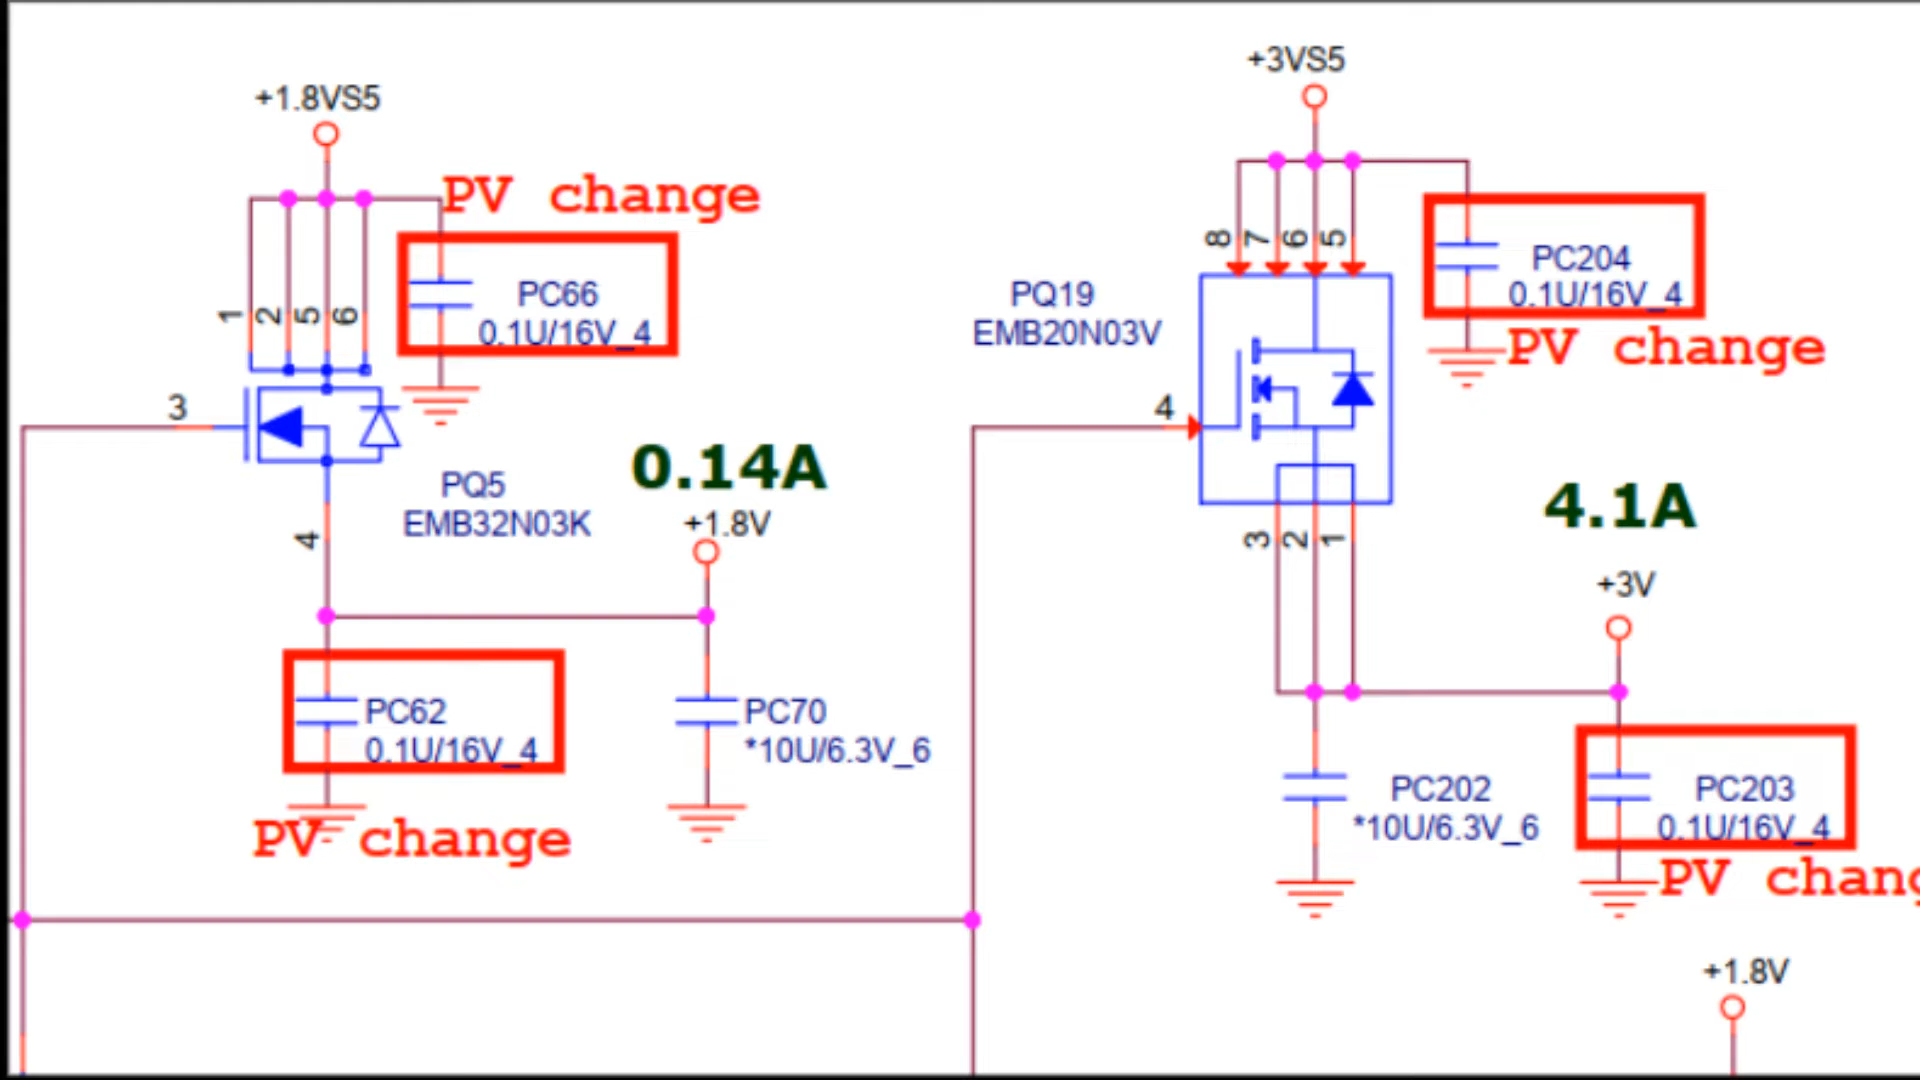 +3VS5
+1.8VS5
PV change
8 7 6 5
PC204
0.1U/16V_4
PC66
0.1U/16V_4
PQ19
EMB20N03V
1 2 5 6
PV change
3
4
0.14A
PQ5
EMB32N03K
+1.8V
4
4.1A
3 2 1
+3V
PC62
0.1U/16V_4
PC70
*10U/6.3V_6
PC202
*10U/6.3V_6
PC203
0.1U/16V_4
PV change
PV chang
+1.8V